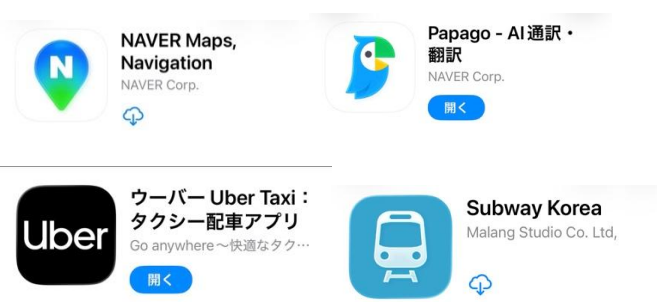 N
NAVER Maps,
Navigation
NAVER Corp.
Papago - AI通訳・
翻訳
NAVER Corp.
開く
Uber
ウーバー Uber Taxi：
タクシー配車アプリ
Go anywhere～快適なタク…
開く
Subway Korea
Malang Studio Co. Ltd,